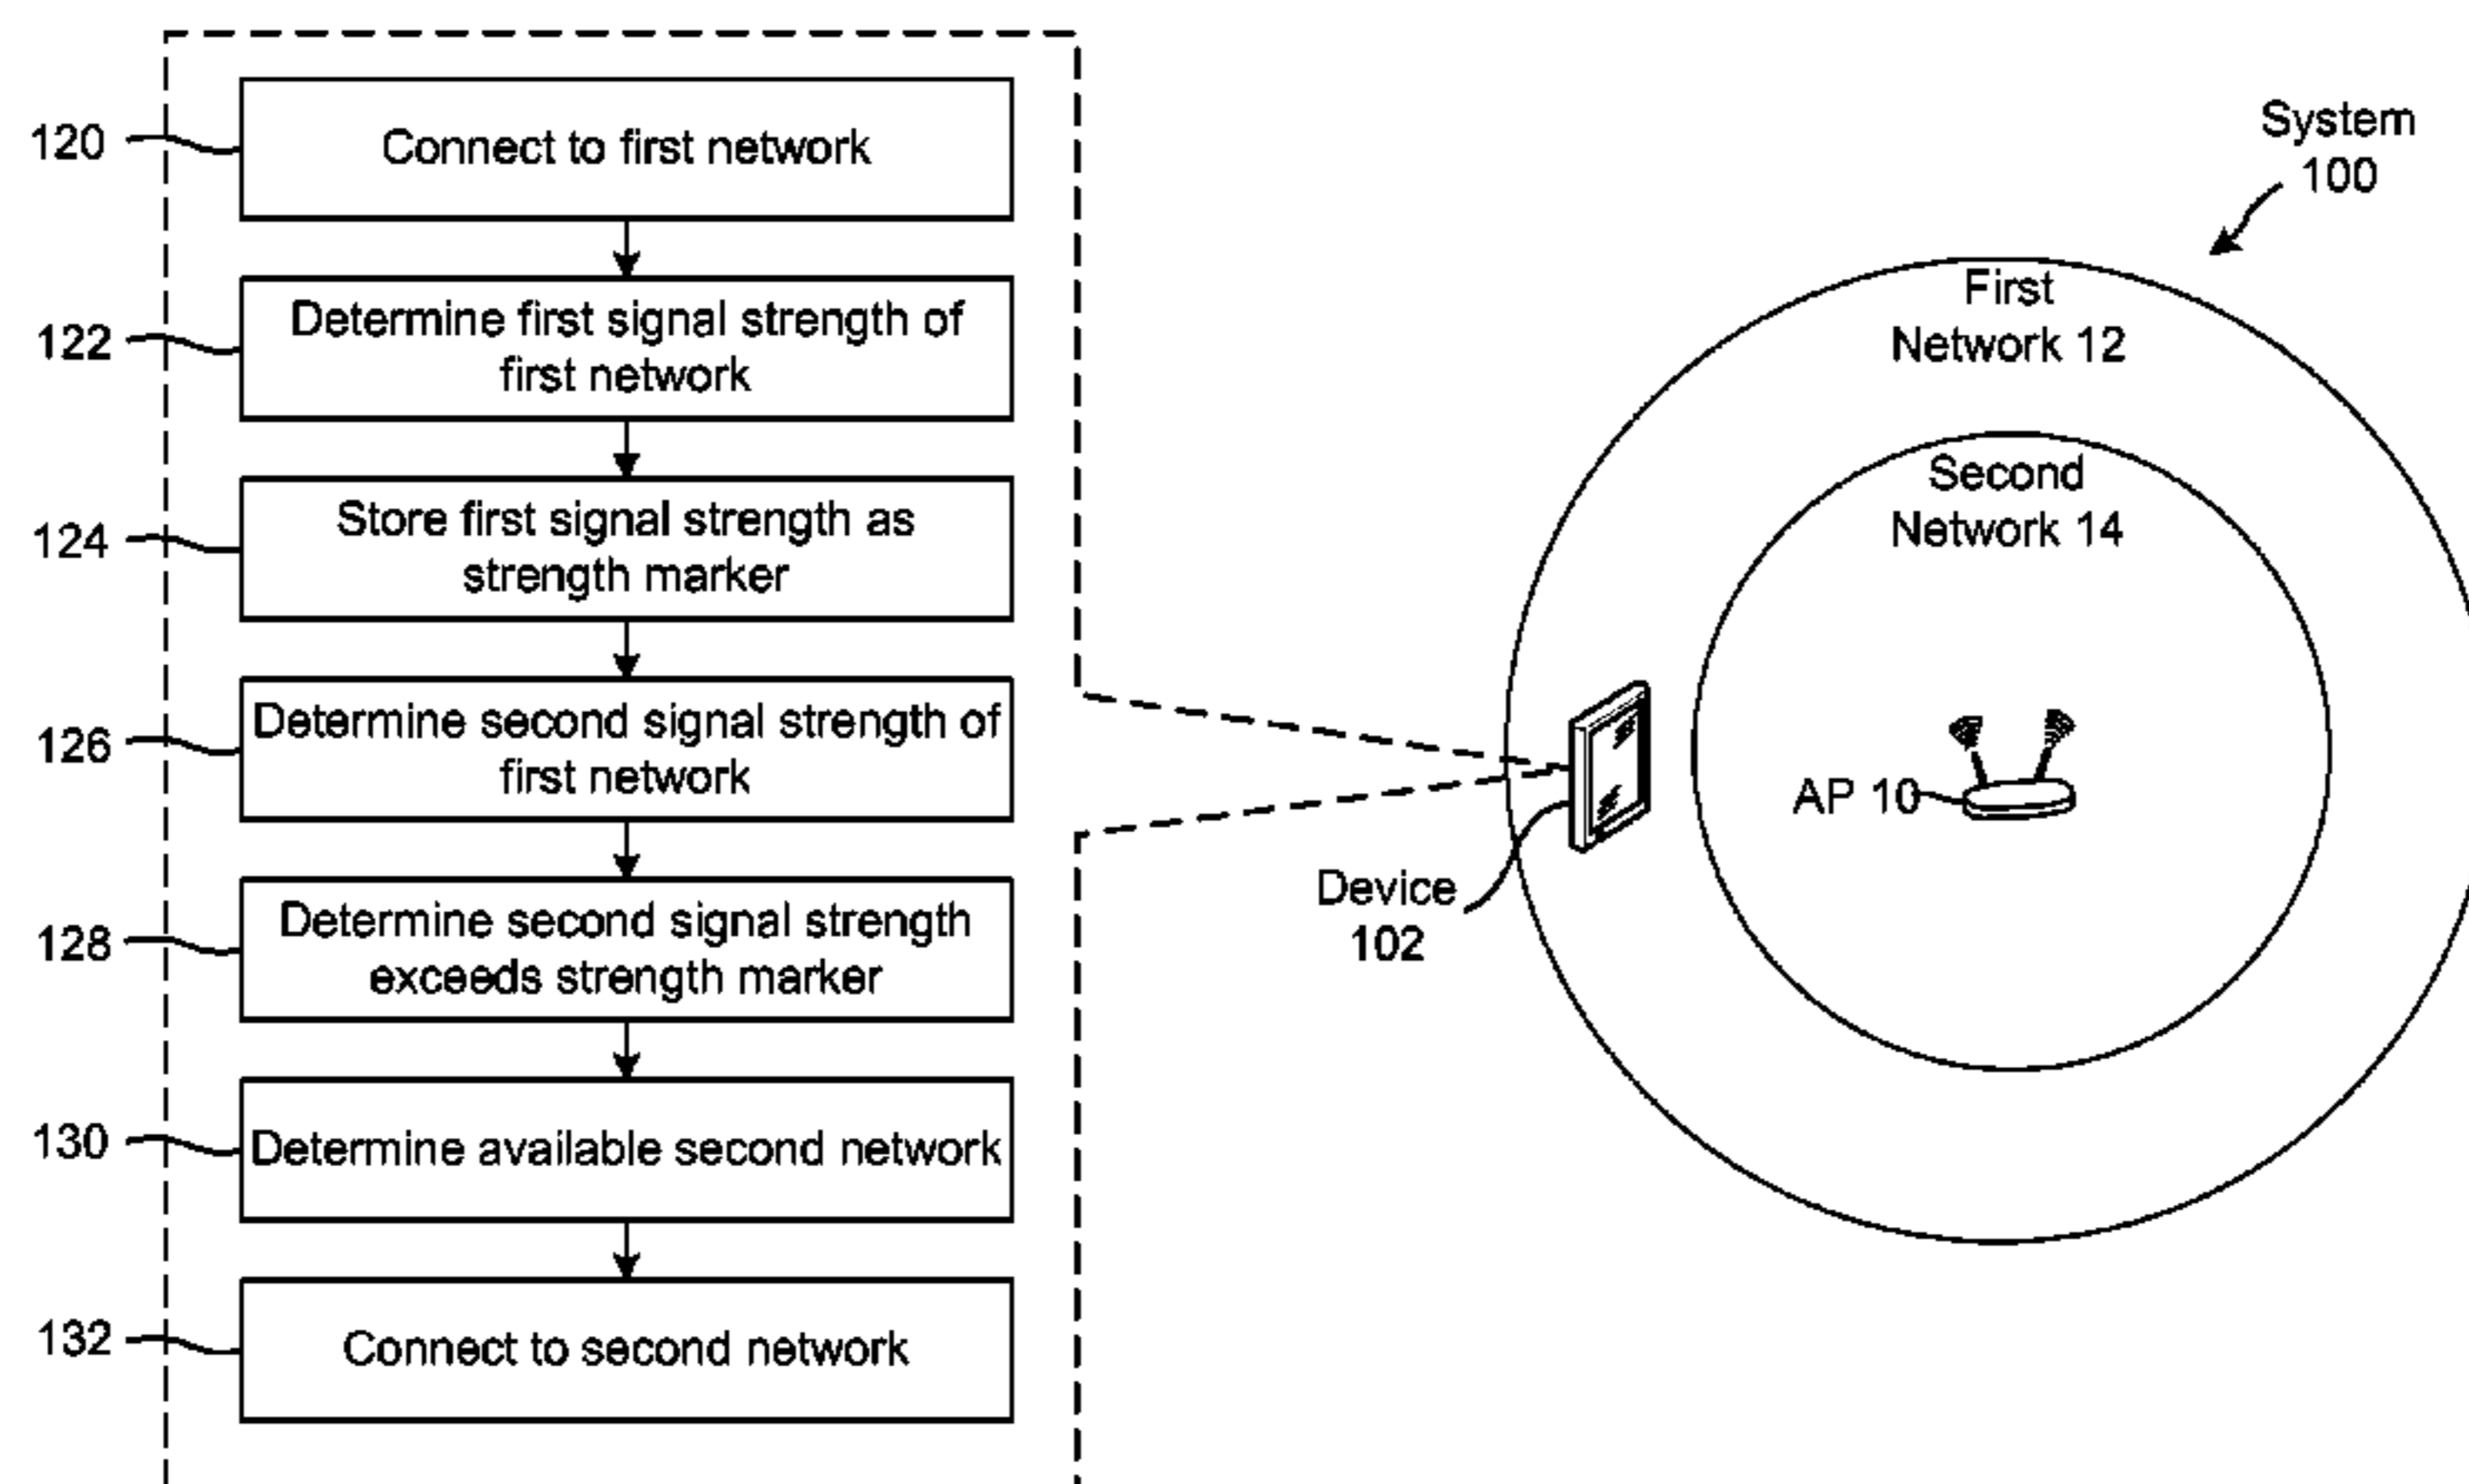 120
Connect to first network
122
Determine first signal strength of
first network
124
Store first signal strength as
strength marker
126
Determine second signal strength of
first network
128
Determine second signal strength
exceeds strength marker
130
Determine available second network
132
Connect to second network
System
100
First
Network 12
Second
Network 14
AP 10
Device
102